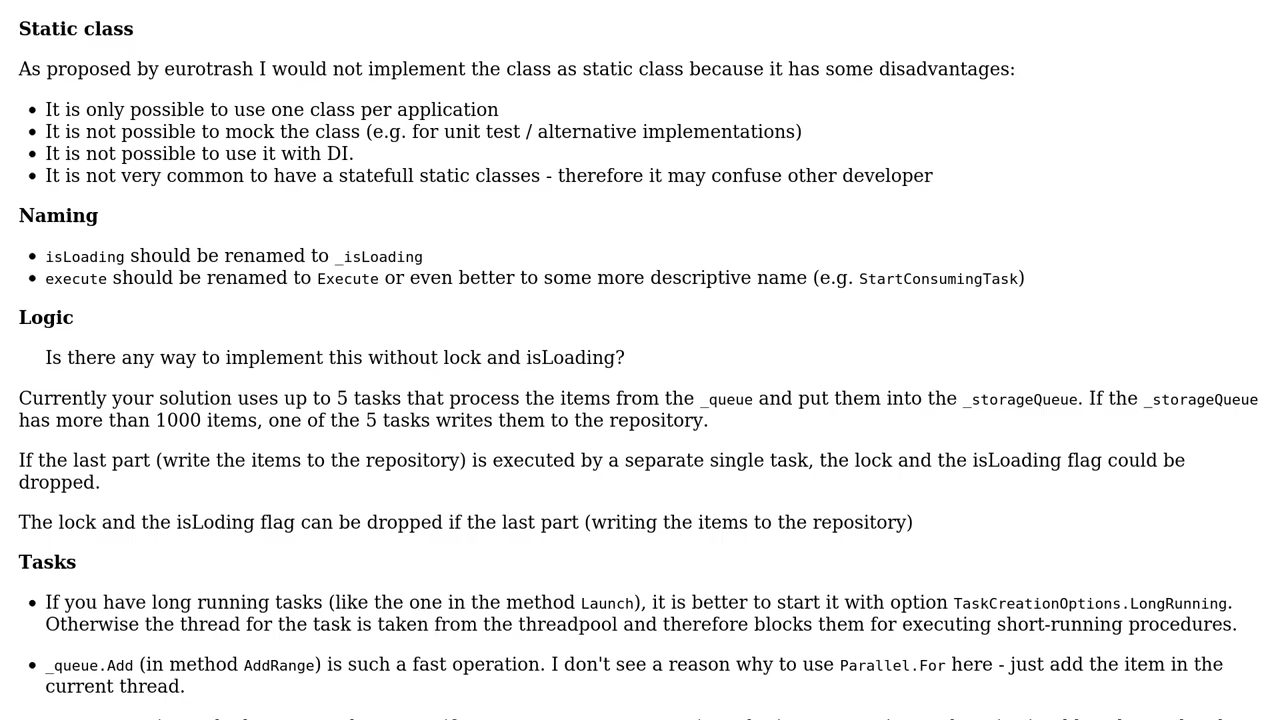 Static class
As proposed by eurotrash I would not implement the class as static class because it has some disadvantages:
• It is only possible to use one class per application
• It is not possible to mock the class (e.g. for unit test / alternative implementations)
• It is not possible to use it with DI.
• It is not very common to have a statefull static classes - therefore it may confuse other developer
Naming
• isLoading should be renamed to _isLoading
• execute should be renamed to Execute or even better to some more descriptive name (e.g. StartConsumingTask)
Logic
Is there any way to implement this without lock and isLoading?
Currently your solution uses up to 5 tasks that process the items from the _queue and put them into the _storageQueue. If the _storageQueue
has more than 1000 items, one of the 5 tasks writes them to the repository.
If the last part (write the items to the repository) is executed by a separate single task, the lock and the isLoading flag could be
dropped.
The lock and the isLoding flag can be dropped if the last part (writing the items to the repository)
Tasks
• If you have long running tasks (like the one in the method Launch), it is better to start it with option TaskCreationOptions.LongRunning.
Otherwise the thread for the task is taken from the threadpool and therefore blocks them for executing short-running procedures.
• _queue.Add (in method AddRange) is such a fast operation. I don't see a reason why to use Parallel.For here - just add the item in the
current thread.